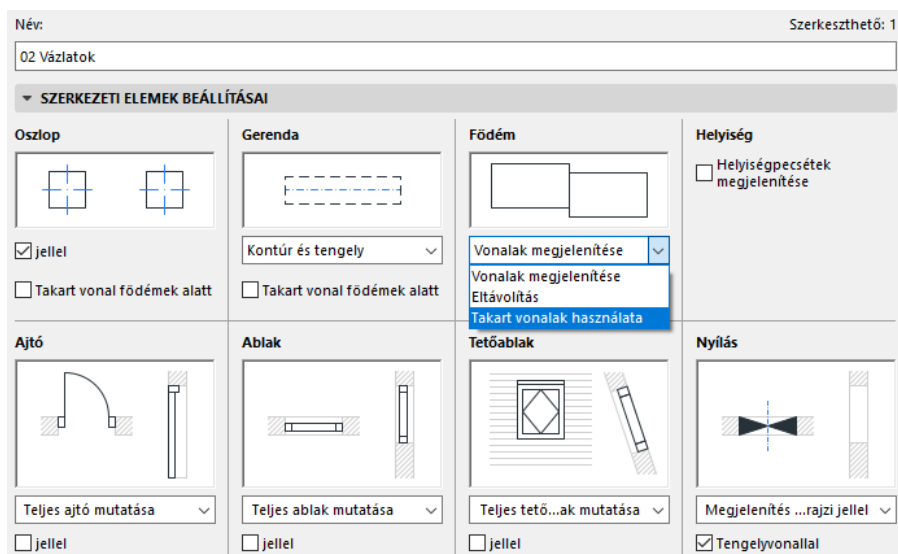 Név:
Szerkeszthető: 1
02 Vázlatok
SZERKEZETI ELEMEK BEÁLLÍTÁSAI
Oszlop
Gerenda
Födém
Helyiség
Helyiségpecsétek
megjelenítése
jellel
Kontúr és tengely
Vonalak megjelenítése
Takart vonal födémek alatt
Takart vonal födémek alatt
Vonalak megjelenítése
Eltávolítás
Takart vonalak használata
Ajtó
Ablak
Tetőablak
Nyílás
Teljes ajtó mutatása
Teljes ablak mutatása
Teljes tető...ak mutatása
Megjelenítés ...rajzi jellel
jellel
jellel
jellel
Tengelyvonallal